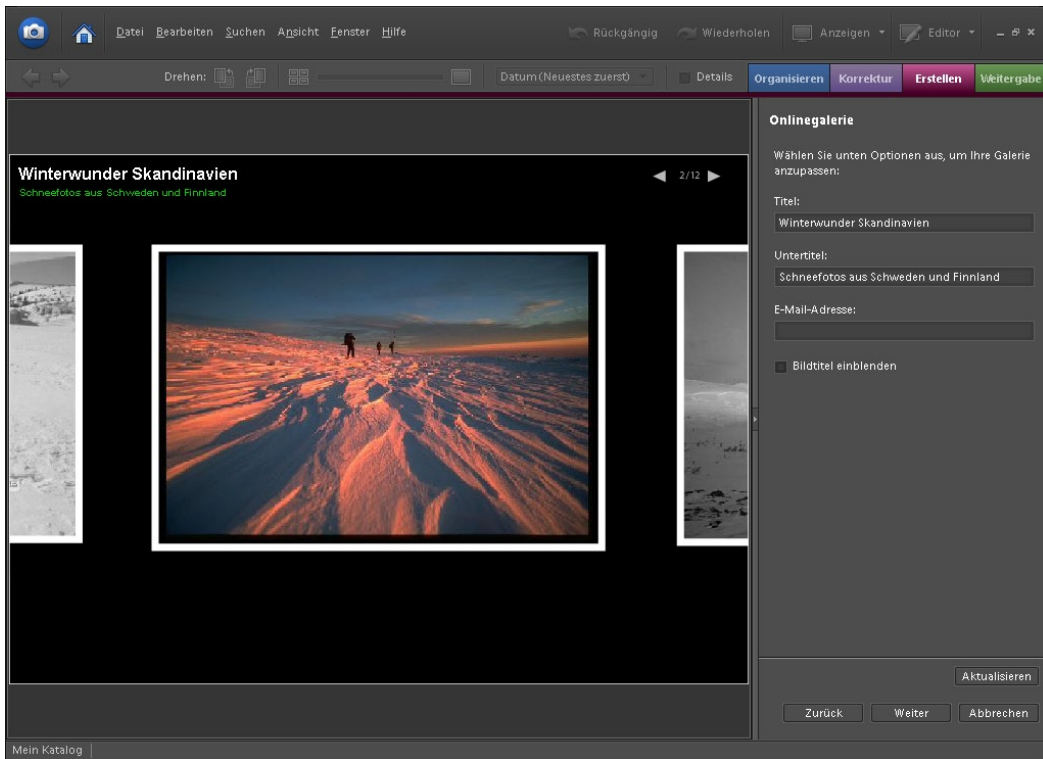 Datei Bearbeiten Suchen Ansicht Fenster Hilfe Rückgängig Wiederholen Anzeigen Editor
Drehen: Datum (Neuestes zuerst) Details Organisieren Korrektur Erstellen Weitergabe
Onlinegalerie
Wählen Sie unten Optionen aus, um Ihre Galerie
anzupassen:
Titel:
Winterwunder Skandinavien
Untertitel:
Schneefotos aus Schweden und Finnland
E-Mail-Adresse:
Bildtitel einblenden
Winterwunder Skandinavien
2/12
Schneefotos aus Schweden und Finnland
Aktualisieren
Zurück Weiter Abbrechen
Mein Katalog